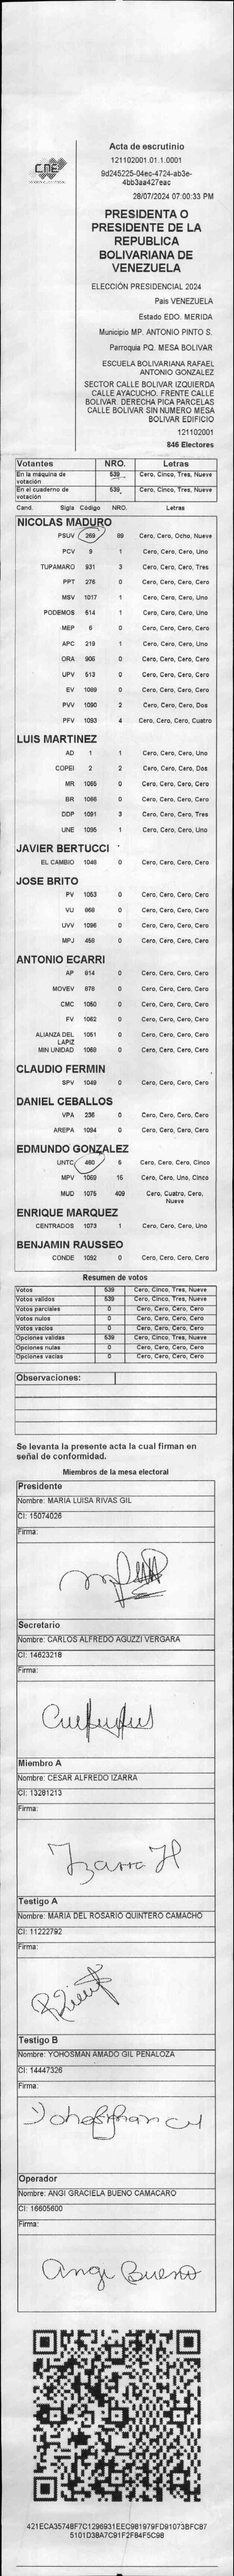 CNE
Acta de escrutinio
121102001.01.1.0001
9d245225-04ec-4724-ab3e-
4bb3aa427eac
28/07/2024 07:00:33 PM
PRESIDENTA O
PRESIDENTE DE LA
REPUBLICA
BOLIVARIANA DE
VENEZUELA
ELECCIÓN PRESIDENCIAL 2024
Pais VENEZUELA
Estado EDO. MERIDA
Municipio MP. ANTONIO PINTO S.
Parroquia PQ. MESA BOLIVAR
ESCUELA BOLIVARIANA RAFAEL
ANTONIO GONZALEZ
SECTOR CALLE BOLIVAR IZQUIERDA
CALLE AYACUCHO. FRENTE CALLE
BOLIVAR. DERECHA PICA PARCELAS
CALLE BOLIVAR SIN NUMERO MESA
BOLIVAR EDIFICIO
121102001
846 Electores
Votantes NRO. Letras
En la máquina de votación 539 Cero, Cinco, Tres, Nueve
En el cuaderno de votación 539 Cero, Cinco, Tres, Nueve
Cand. Sigla Código NRO. Letras
NICOLAS MADURO
PSUV 269 89 Cero, Cero, Ocho, Nueve
PCV 9 1 Cero, Cero, Cero, Uno
TUPAMARO 931 3 Cero, Cero, Cero, Tres
PPT 276 0 Cero, Cero, Cero, Cero
MSV 1017 1 Cero, Cero, Cero, Uno
PODEMOS 514 1 Cero, Cero, Cero, Uno
MEP 6 0 Cero, Cero, Cero, Cero
APC 219 1 Cero, Cero, Cero, Uno
ORA 906 0 Cero, Cero, Cero, Cero
UPV 513 0 Cero, Cero, Cero, Cero
EV 1089 0 Cero, Cero, Cero, Cero
PVV 1090 2 Cero, Cero, Cero, Dos
PFV 1093 4 Cero, Cero, Cero, Cuatro
LUIS MARTINEZ
AD 1 1 Cero, Cero, Cero, Uno
COPEI 2 2 Cero, Cero, Cero, Dos
MR 1065 0 Cero, Cero, Cero, Cero
BR 1066 0 Cero, Cero, Cero, Cero
DDP 1091 3 Cero, Cero, Cero, Tres
UNE 1095 1 Cero, Cero, Cero, Uno
JAVIER BERTUCCI
EL CAMBIO 1048 0 Cero, Cero, Cero, Cero
JOSE BRITO
PV 1053 0 Cero, Cero, Cero, Cero
VU 868 0 Cero, Cero, Cero, Cero
UVV 1096 0 Cero, Cero, Cero, Cero
MPJ 458 0 Cero, Cero, Cero, Cero
ANTONIO ECARRI
AP 814 0 Cero, Cero, Cero, Cero
MOVEV 879 0 Cero, Cero, Cero, Cero
CMC 1050 0 Cero, Cero, Cero, Cero
FV 1062 0 Cero, Cero, Cero, Cero
ALIANZA DEL LAPIZ 1051 0 Cero, Cero, Cero, Cero
MIN UNIDAD 1058 0 Cero, Cero, Cero, Cero
CLAUDIO FERMIN
SPV 1049 0 Cero, Cero, Cero, Cero
DANIEL CEBALLOS
VPA 236 0 Cero, Cero, Cero, Cero
AREPA 1094 0 Cero, Cero, Cero, Cero
EDMUNDO GONZALEZ
UNTC 460 5 Cero, Cero, Cero, Cinco
MPV 1069 15 Cero, Cero, Uno, Cinco
MUD 1075 409 Cero, Cuatro, Cero, Nueve
ENRIQUE MARQUEZ
CENTRADOS 1073 1 Cero, Cero, Cero, Uno
BENJAMIN RAUSSEO
CONDE 1092 0 Cero, Cero, Cero, Cero
Resumen de votos
Votos 539 Cero, Cinco, Tres, Nueve
Votos validos 539 Cero, Cinco, Tres, Nueve
Votos parciales 0 Cero, Cero, Cero, Cero
Votos nulos 0 Cero, Cero, Cero, Cero
Votos vacios 0 Cero, Cero, Cero, Cero
Opciones validas 539 Cero, Cinco, Tres, Nueve
Opciones nulas 0 Cero, Cero, Cero, Cero
Opciones vacias 0 Cero, Cero, Cero, Cero
Observaciones:
Se levanta la presente acta la cual firman en
señal de conformidad.
Miembros de la mesa electoral
Presidente
Nombre: MARIA LUISA RIVAS GIL
CI: 15074026
Firma:
Secretario
Nombre: CARLOS ALFREDO AGUZZI VERGARA
CI: 14623218
Firma:
Miembro A
Nombre: CESAR ALFREDO IZARRA
CI: 13281213
Firma:
Izarra
Testigo A
Nombre: MARIA DEL ROSARIO QUINTERO CAMACHO
CI: 11222792
Firma:
Testigo B
Nombre: YOHOSMAN AMADO GIL PEÑALOZA
CI: 14447326
Firma:
Operador
Nombre: ANGI GRACIELA BUENO CAMACARO
CI: 16605600
Firma:
Angi Bueno
421ECA35748F7C1296931EEC981979FD91073BFC87
5101D38A7C91F2F84F5C98